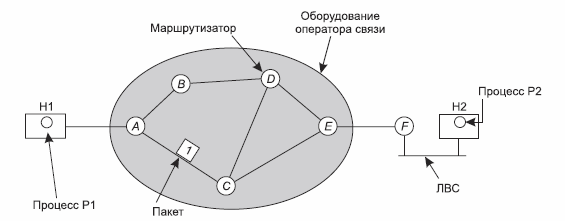 Оборудование
оператора связи
Маршрутизатор
Процесс P2
H1
B
D
H2
A
1
E
F
C
ЛВС
Процесс P1
Пакет